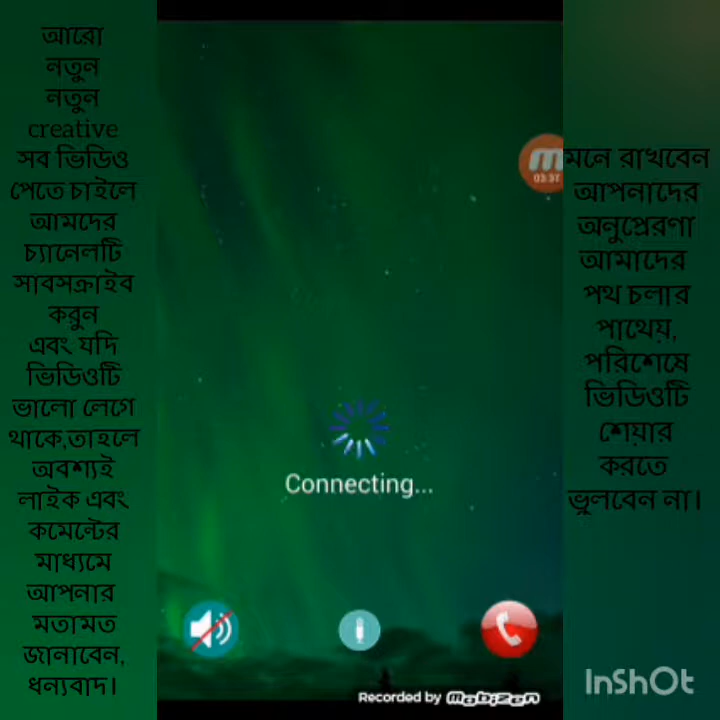 আরো
নতুন
নতুন
creative
সব ভিডিও
পেতে চাইলে
আমদের
চ্যানেলটি
সাবসক্রাইব
করুন
এবং যদি
ভিডিওটি
ভালো লেগে
থাকে,তাহলে
অবশ্যই
লাইক এবং
কমেন্টের
মাধ্যমে
আপনার
মতামত
জানাবেন,
ধন্যবাদ।
03:37
Connecting...
Recorded by Mobizen
মনে রাখবেন
আপনাদের
অনুপ্রেরণা
আমাদের
পথ চলার
পাথেয়,
পরিশেষে
ভিডিওটি
শেয়ার
করতে
ভুলবেন না।
InShOt